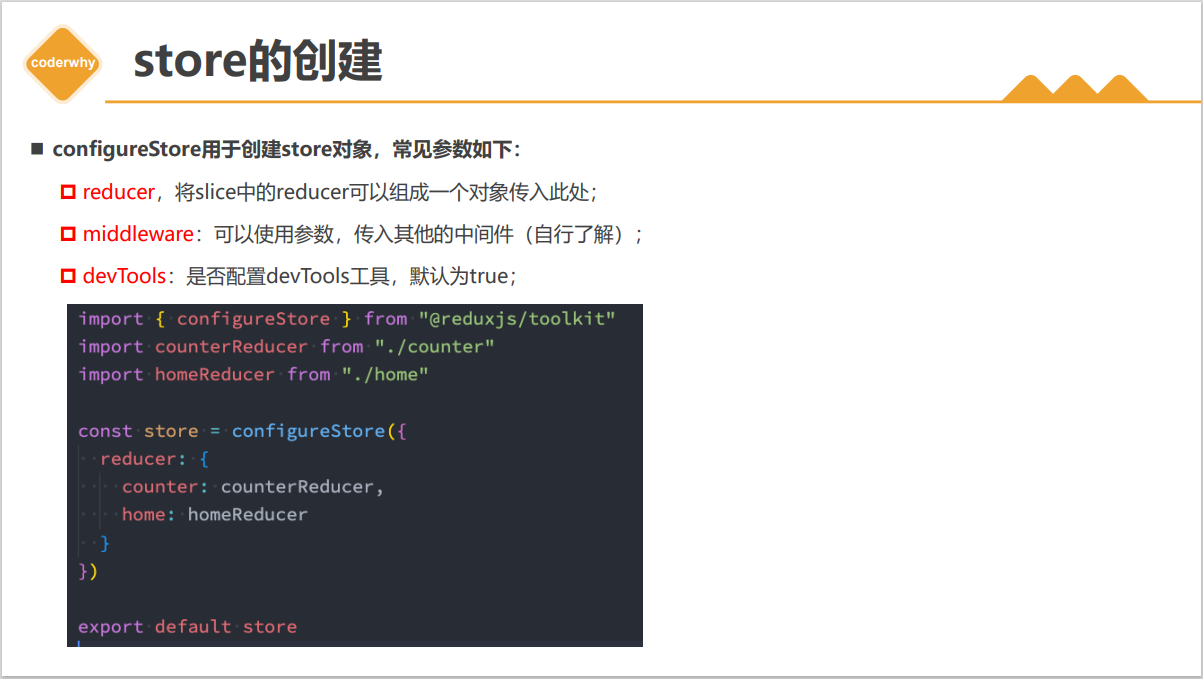 coderwhy
store的创建
configureStore用于创建store对象，常见参数如下：
reducer，将slice中的reducer可以组成一个对象传入此处；
middleware：可以使用参数，传入其他的中间件（自行了解）；
devTools：是否配置devTools工具，默认为true；
import { configureStore } from "@reduxjs/toolkit"
import counterReducer from "./counter"
import homeReducer from "./home"
const store = configureStore({
  reducer: {
    counter: counterReducer,
    home: homeReducer
  }
})
export default store